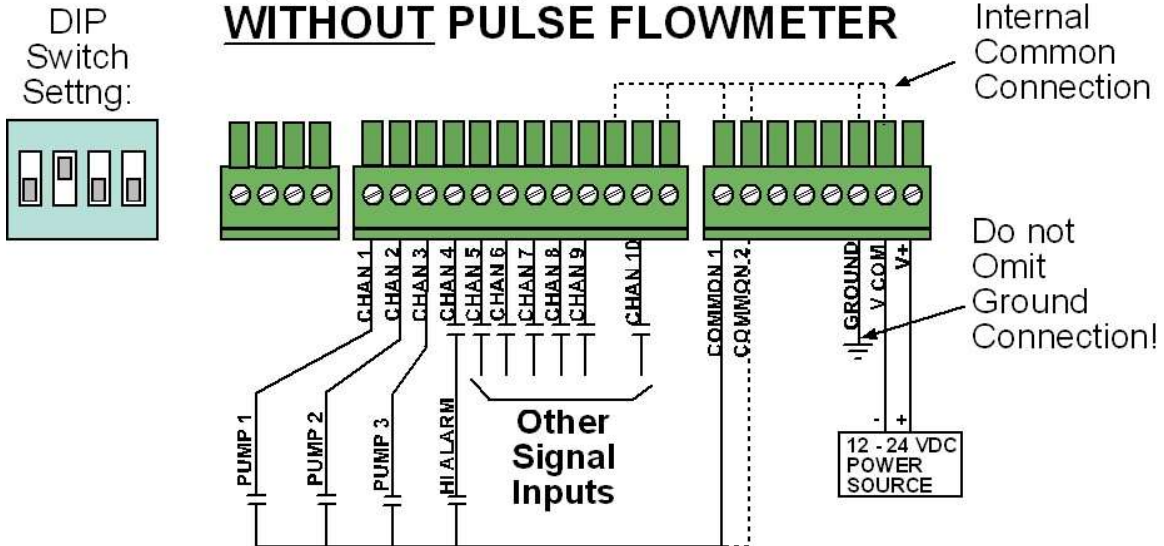 DIP
Switch
Settng:
WITHOUT PULSE FLOWMETER
Internal
Common
Connection
CHAN 1
CHAN 2
CHAN 3
CHAN 4
CHAN 5
CHAN 6
CHAN 7
CHAN 8
CHAN 9
CHAN 10
COMMON 1
COMMON 2
GROUND
V COM
V+
Do not
Omit
Ground
Connection!
PUMP 1
PUMP 2
PUMP 3
HI ALARM
Other
Signal
Inputs
- +
12 - 24 VDC
POWER
SOURCE